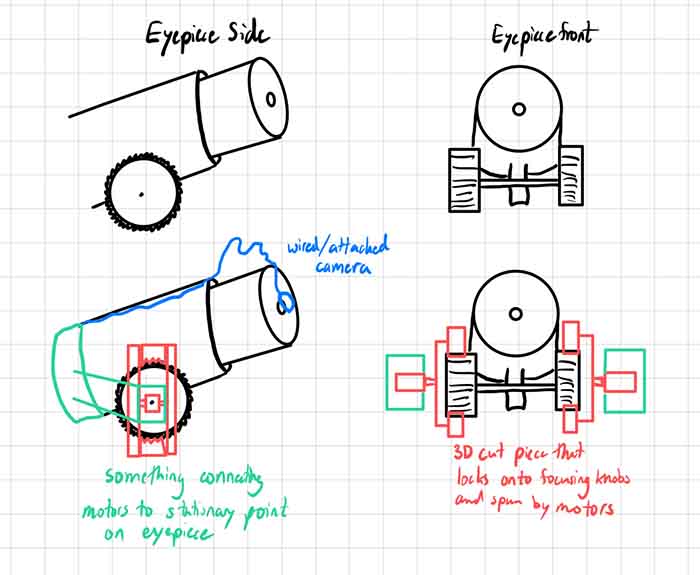 Eyepiece Side
Eyepiece front
wired/attached
camera
something connecting
motors to stationary point
on eyepiece
3D cut piece that
locks onto focusing knobs
and spun by motors